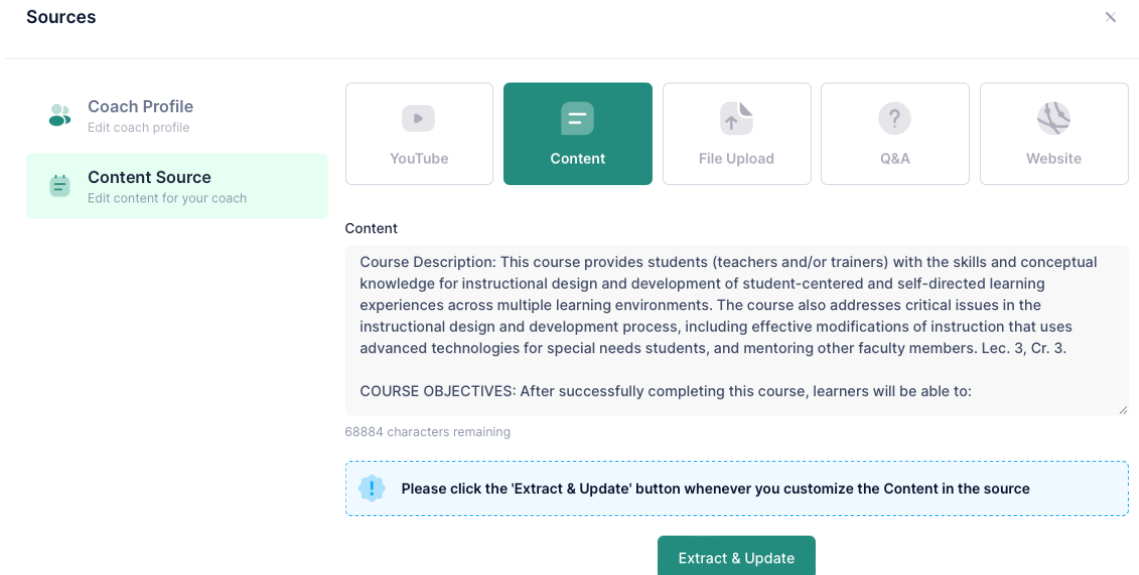 Sources
Coach Profile
Edit coach profile
Content Source
Edit content for your coach
YouTube
Content
File Upload
Q&A
Website
Content
Course Description: This course provides students (teachers and/or trainers) with the skills and conceptual
knowledge for instructional design and development of student-centered and self-directed learning
experiences across multiple learning environments. The course also addresses critical issues in the
instructional design and development process, including effective modifications of instruction that uses
advanced technologies for special needs students, and mentoring other faculty members. Lec. 3, Cr. 3.
COURSE OBJECTIVES: After successfully completing this course, learners will be able to:
68884 characters remaining
Please click the 'Extract & Update' button whenever you customize the Content in the source
Extract & Update